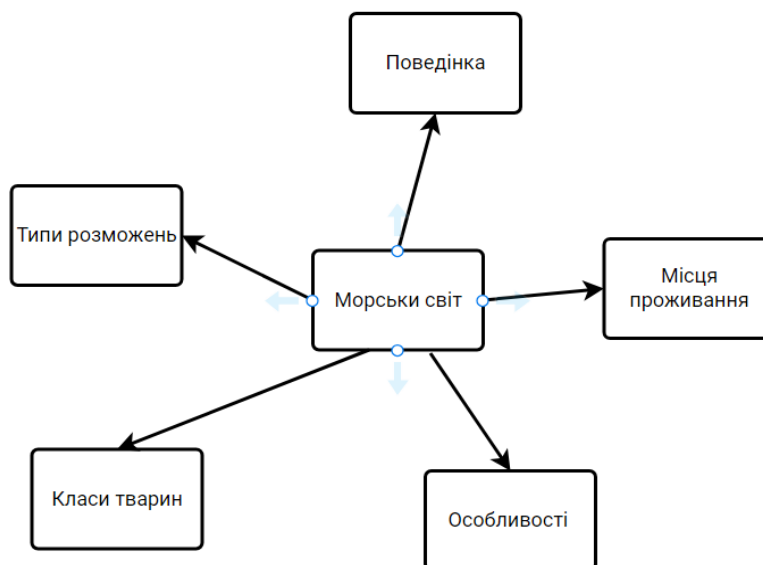 Поведінка
Типи розможень
Морськи світ
Місця
проживання
Класи тварин
Особливості